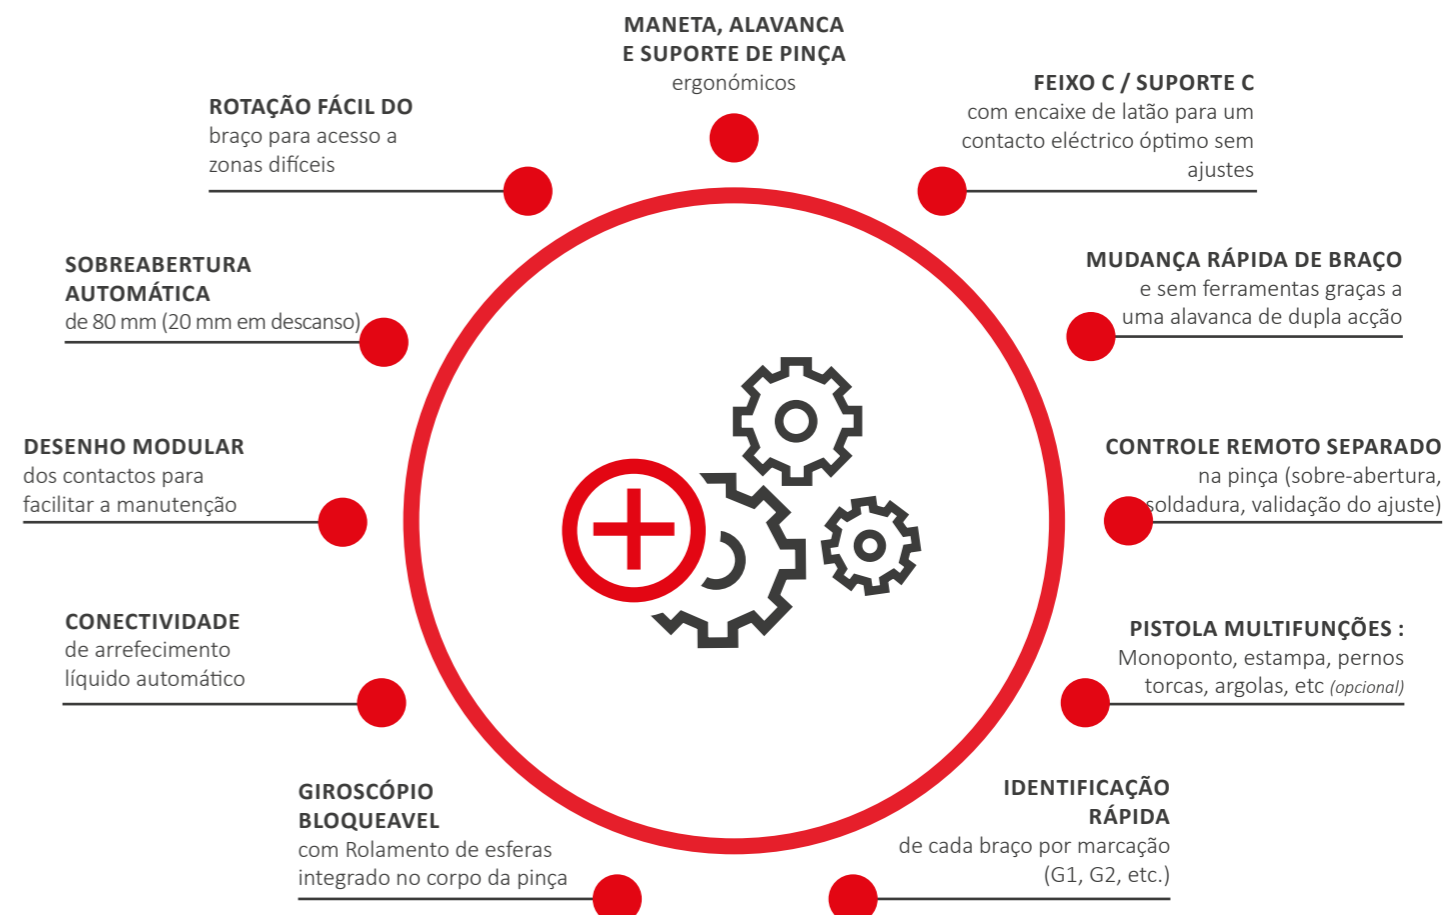 MANETA, ALAVANCA
E SUPORTE DE PINÇA
ergonómicos
FEIXO C / SUPORTE C
com encaixe de latão para um
contacto eléctrico óptimo sem
ajustes
ROTAÇÃO FÁCIL DO
braço para acesso a
zonas difíceis
MUDANÇA RÁPIDA DE BRAÇO
e sem ferramentas graças a
uma alavanca de dupla acção
SOBREABERTURA
AUTOMÁTICA
de 80 mm (20 mm em descanso)
CONTROLE REMOTO SEPARADO
na pinça (sobre-abertura,
soldadura, validação do ajuste)
DESENHO MODULAR
dos contactos para
facilitar a manutenção
PISTOLA MULTIFUNÇÕES :
Monoponto, estampa, pernos
torcas, argolas, etc (opcional)
CONECTIVIDADE
de arrefecimento
líquido automático
IDENTIFICAÇÃO
RÁPIDA
de cada braço por marcação
(G1, G2, etc.)
GIROSCÓPIO
BLOQUEAVEL
com Rolamento de esferas
integrado no corpo da pinça